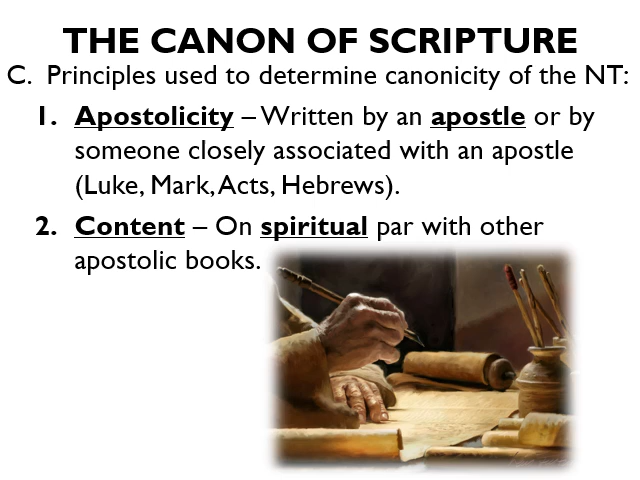 THE CANON OF SCRIPTURE
C. Principles used to determine canonicity of the NT:
1. Apostolicity – Written by an apostle or by
someone closely associated with an apostle
(Luke, Mark, Acts, Hebrews).
2. Content – On spiritual par with other
apostolic books.